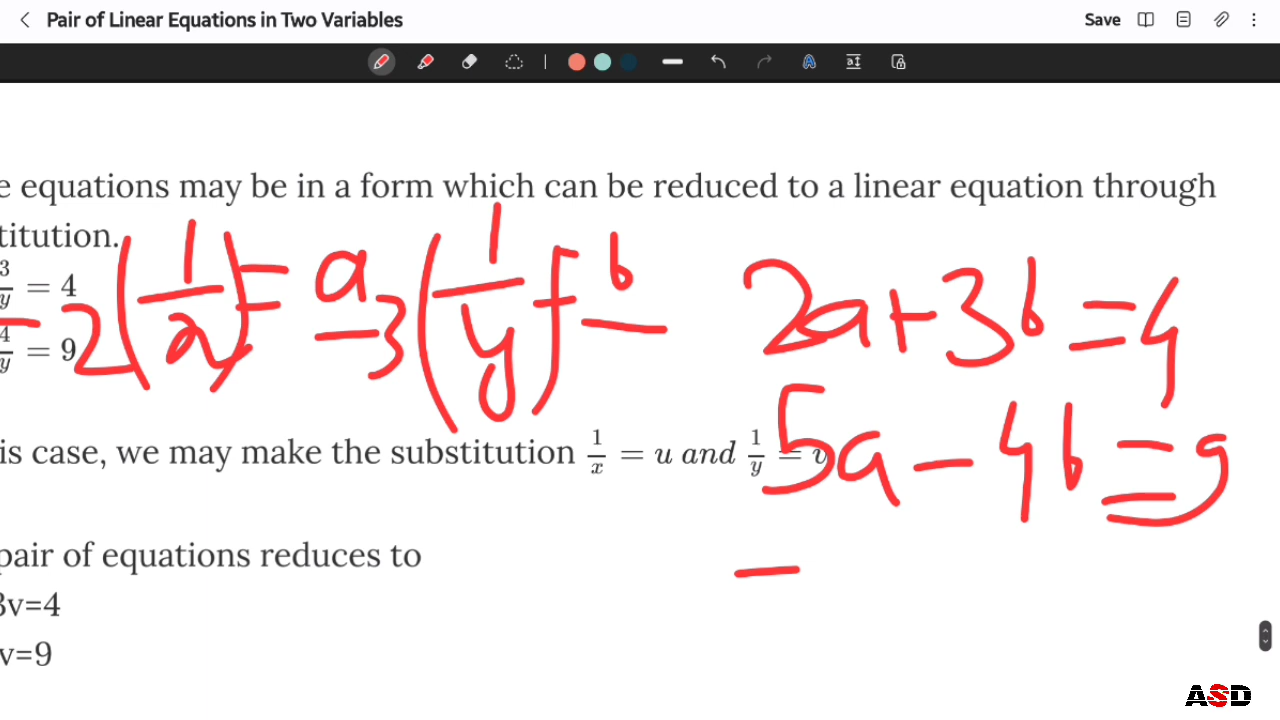 Pair of Linear Equations in Two Variables Save
e equations may be in a form which can be reduced to a linear equation through
titution.
3/y = 4
4/y = 9
2(1/x) = a 3(1/y) = b
2a+3b=4
5a-4b=9
is case, we may make the substitution 1/x = u and 1/y = v
pair of equations reduces to
3v=4
v=9
ASD